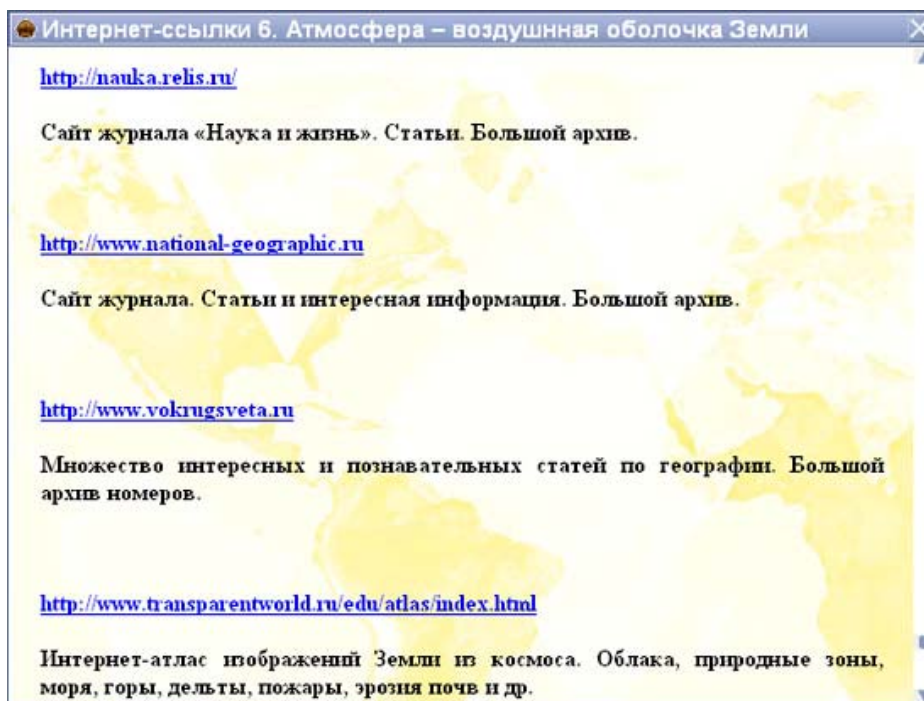 Интернет-ссылки 6. Атмосфера – воздушнная оболочка Земли
http://nauka.relis.ru/
Сайт журнала «Наука и жизнь». Статьи. Большой архив.
http://www.national-geographic.ru
Сайт журнала. Статьи и интересная информация. Большой архив.
http://www.vokrugsveta.ru
Множество интересных и познавательных статей по географии. Большой
архив номеров.
http://www.transparentworld.ru/edu/atlas/index.html
Интернет-атлас изображений Земли из космоса. Облака, природные зоны,
моря, горы, дельты, пожары, эрозия почв и др.